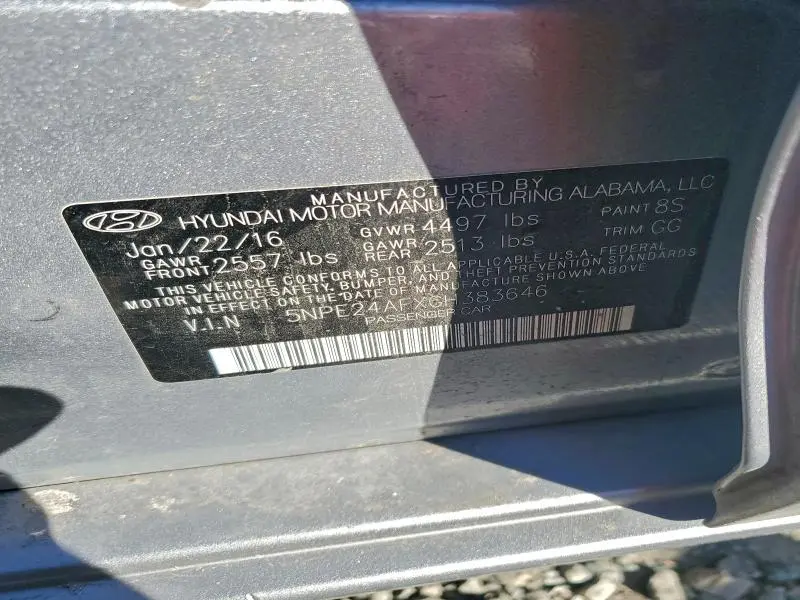 MANUFACTURED BY
HYUNDAI MOTOR MANUFACTURING ALABAMA, LLC
Jan/22/16 GVWR 4497 lbs PAINT 8S
GAWR FRONT 2557 lbs GAWR REAR 2513 lbs TRIM GG
THIS VEHICLE CONFORMS TO ALL APPLICABLE U.S.A. FEDERAL
MOTOR VEHICLE SAFETY, BUMPER, AND THEFT PREVENTION STANDARDS
IN EFFECT ON THE DATE OF MANUFACTURE SHOWN ABOVE
V.I.N 5NPE24AFXGH383646
PASSENGER CAR